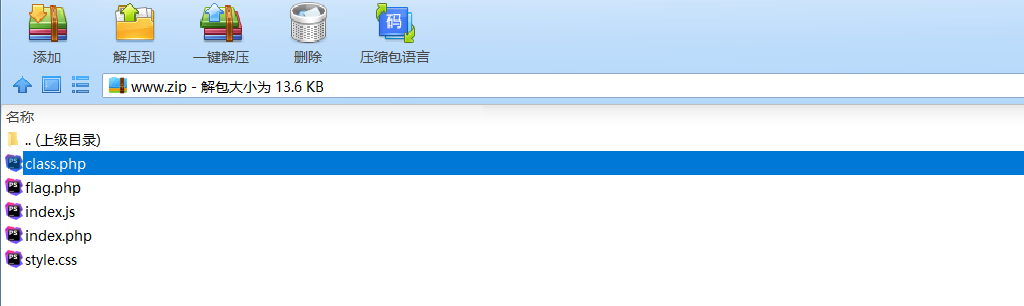 添加 解压到 一键解压 删除 压缩包语言
码
www.zip - 解包大小为 13.6 KB
名称
.. (上级目录)
class.php
flag.php
index.js
index.php
style.css